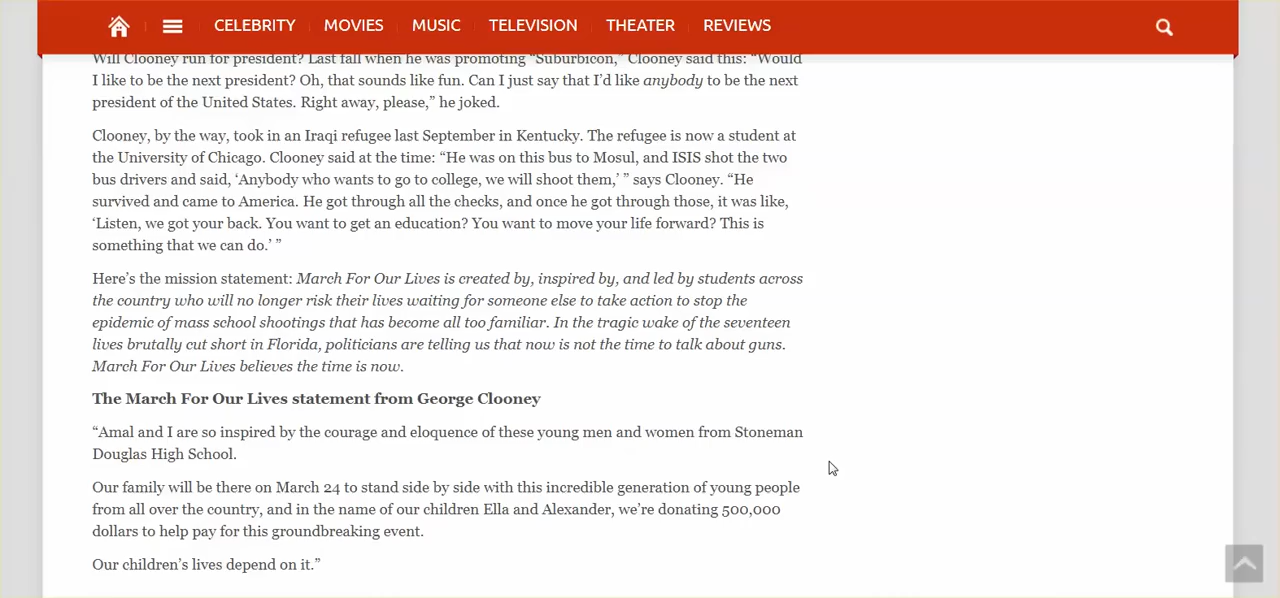 CELEBRITY MOVIES MUSIC TELEVISION THEATER REVIEWS
Will Clooney run for president? Last fall when he was promoting “Suburbicon,” Clooney said this: “Would
I like to be the next president? Oh, that sounds like fun. Can I just say that I’d like anybody to be the next
president of the United States. Right away, please,” he joked.
Clooney, by the way, took in an Iraqi refugee last September in Kentucky. The refugee is now a student at
the University of Chicago. Clooney said at the time: “He was on this bus to Mosul, and ISIS shot the two
bus drivers and said, ‘Anybody who wants to go to college, we will shoot them,’ ” says Clooney. “He
survived and came to America. He got through all the checks, and once he got through those, it was like,
‘Listen, we got your back. You want to get an education? You want to move your life forward? This is
something that we can do.’ ”
Here’s the mission statement: March For Our Lives is created by, inspired by, and led by students across
the country who will no longer risk their lives waiting for someone else to take action to stop the
epidemic of mass school shootings that has become all too familiar. In the tragic wake of the seventeen
lives brutally cut short in Florida, politicians are telling us that now is not the time to talk about guns.
March For Our Lives believes the time is now.
The March For Our Lives statement from George Clooney
“Amal and I are so inspired by the courage and eloquence of these young men and women from Stoneman
Douglas High School.
Our family will be there on March 24 to stand side by side with this incredible generation of young people
from all over the country, and in the name of our children Ella and Alexander, we’re donating 500,000
dollars to help pay for this groundbreaking event.
Our children’s lives depend on it.”